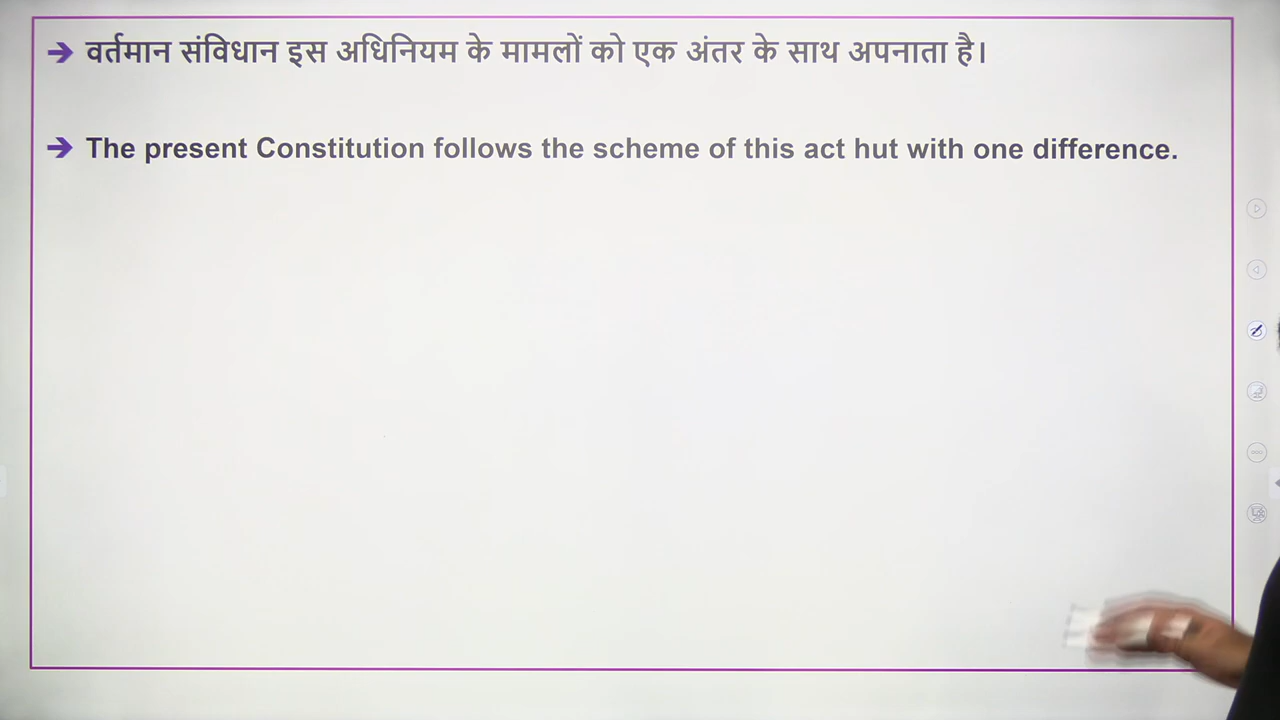 ➔ वर्तमान संविधान इस अधिनियम के मामलों को एक अंतर के साथ अपनाता है।
➔ The present Constitution follows the scheme of this act hut with one difference.